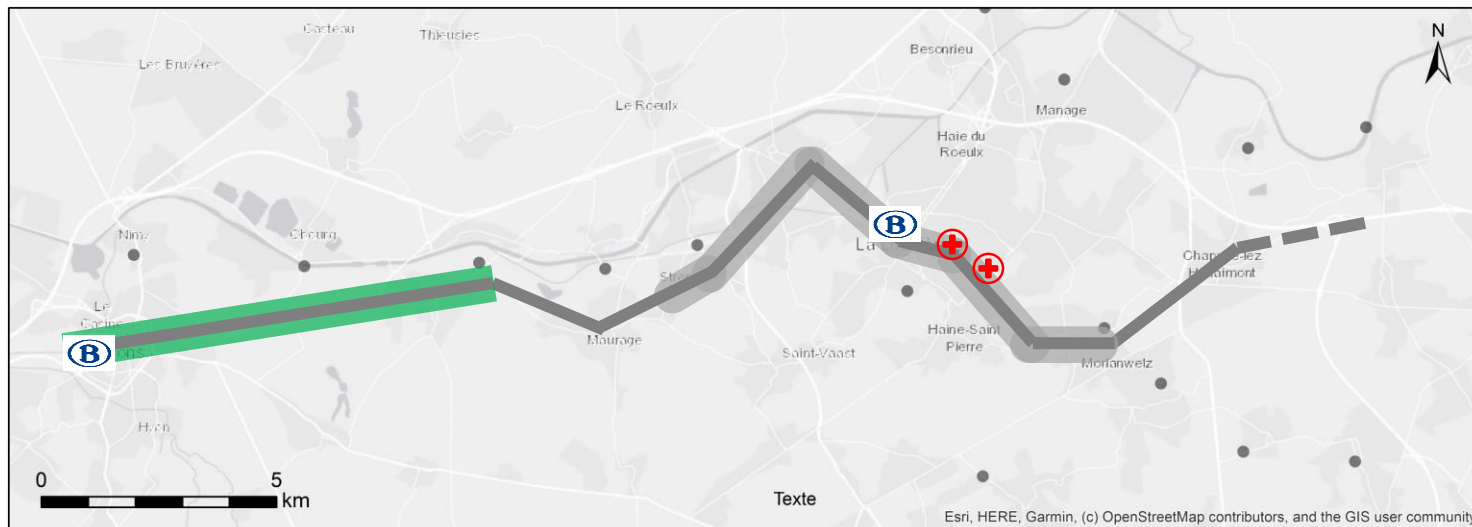 Casteau
Thieusies
Les Bruyères
Besonrieu
N
Le Roeulx
Manage
Haie du
Roeulx
Nimy
Obourg
B
La
Chapelle-lez
Herlaimont
Le
Casino
Maurage
Haine-Saint
Pierre
B
Saint-Vaast
Morlanwelz
Hyon
0 5
km
Texte
Esri, HERE, Garmin, (c) OpenStreetMap contributors, and the GIS user community